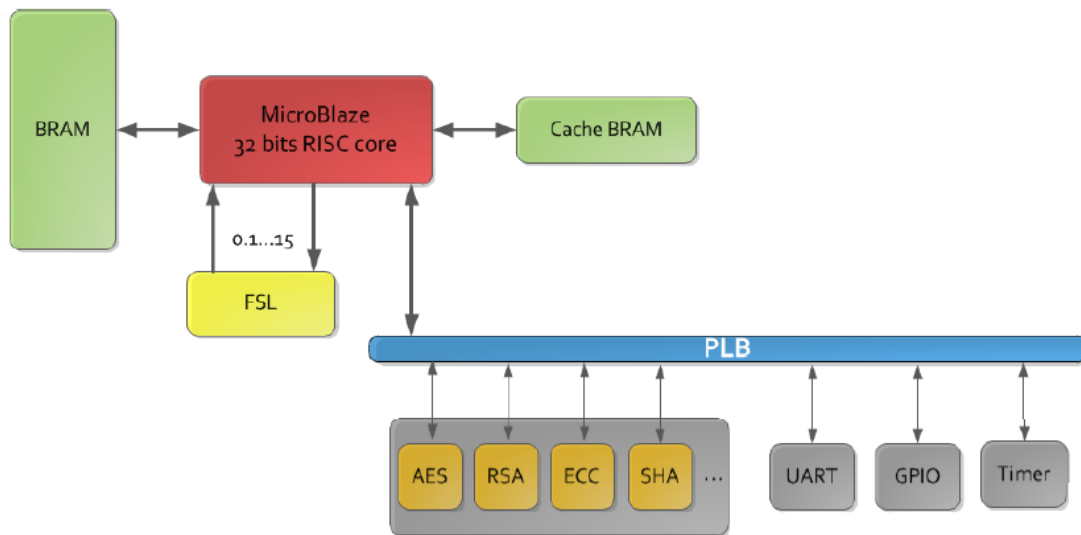 BRAM
MicroBlaze
32 bits RISC core
Cache BRAM
0.1...15
FSL
PLB
AES
RSA
ECC
SHA
...
UART
GPIO
Timer